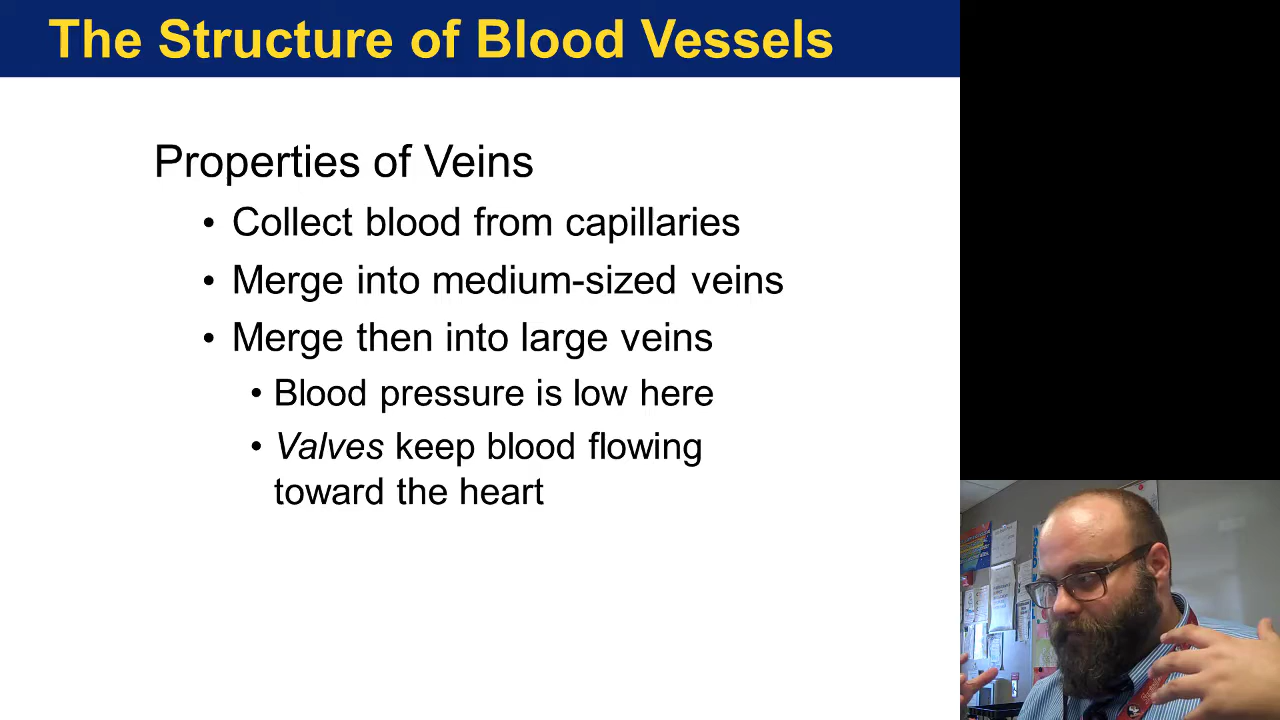 The Structure of Blood Vessels
Properties of Veins
• Collect blood from capillaries
• Merge into medium-sized veins
• Merge then into large veins
• Blood pressure is low here
• Valves keep blood flowing
toward the heart